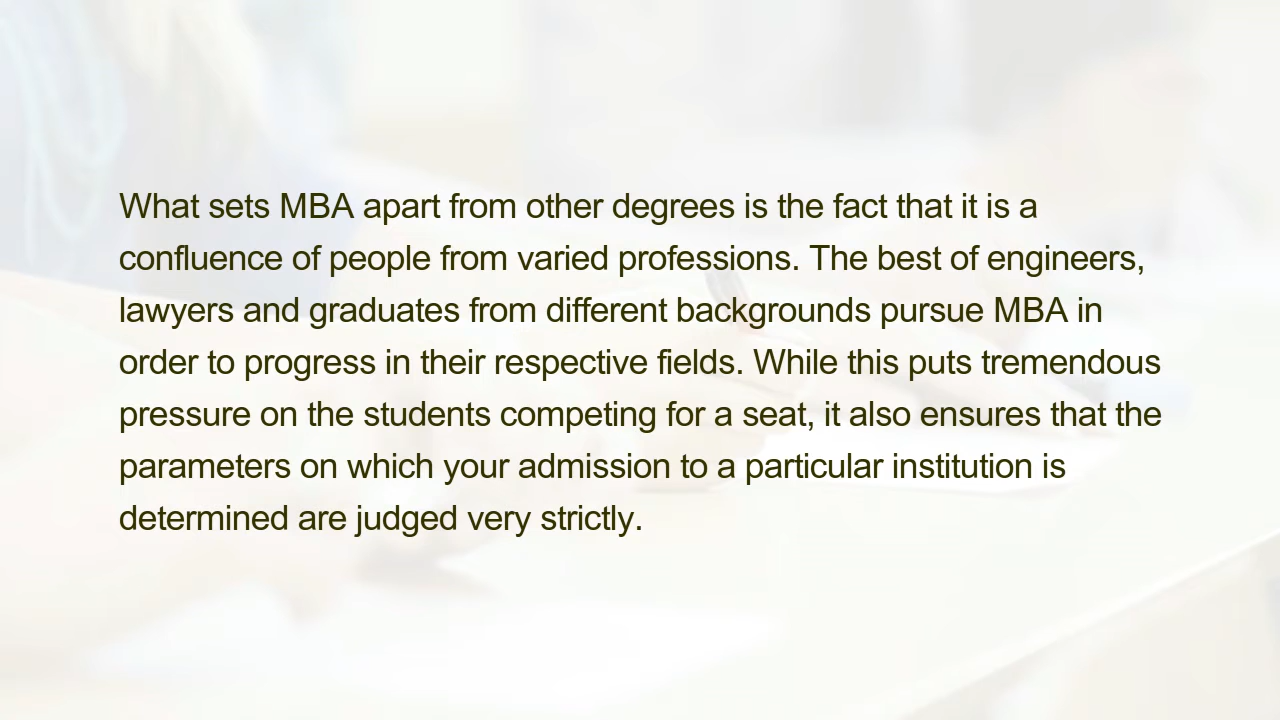 What sets MBA apart from other degrees is the fact that it is a
confluence of people from varied professions. The best of engineers,
lawyers and graduates from different backgrounds pursue MBA in
order to progress in their respective fields. While this puts tremendous
pressure on the students competing for a seat, it also ensures that the
parameters on which your admission to a particular institution is
determined are judged very strictly.